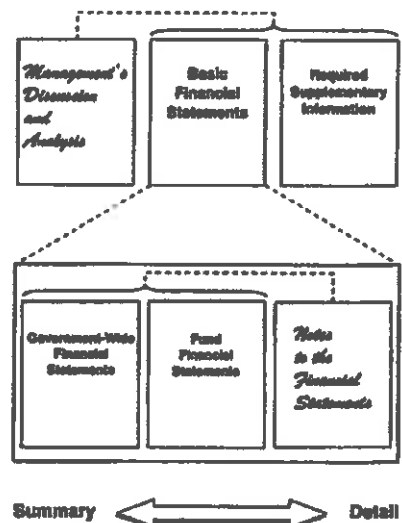 Management's
Discussion
and
Analysis
Basic
Financial
Statements
Required
Supplementary
Information
Government-Wide
Financial
Statements
Fund
Financial
Statements
Notes
to the
Financial
Statements
Summary
Detail